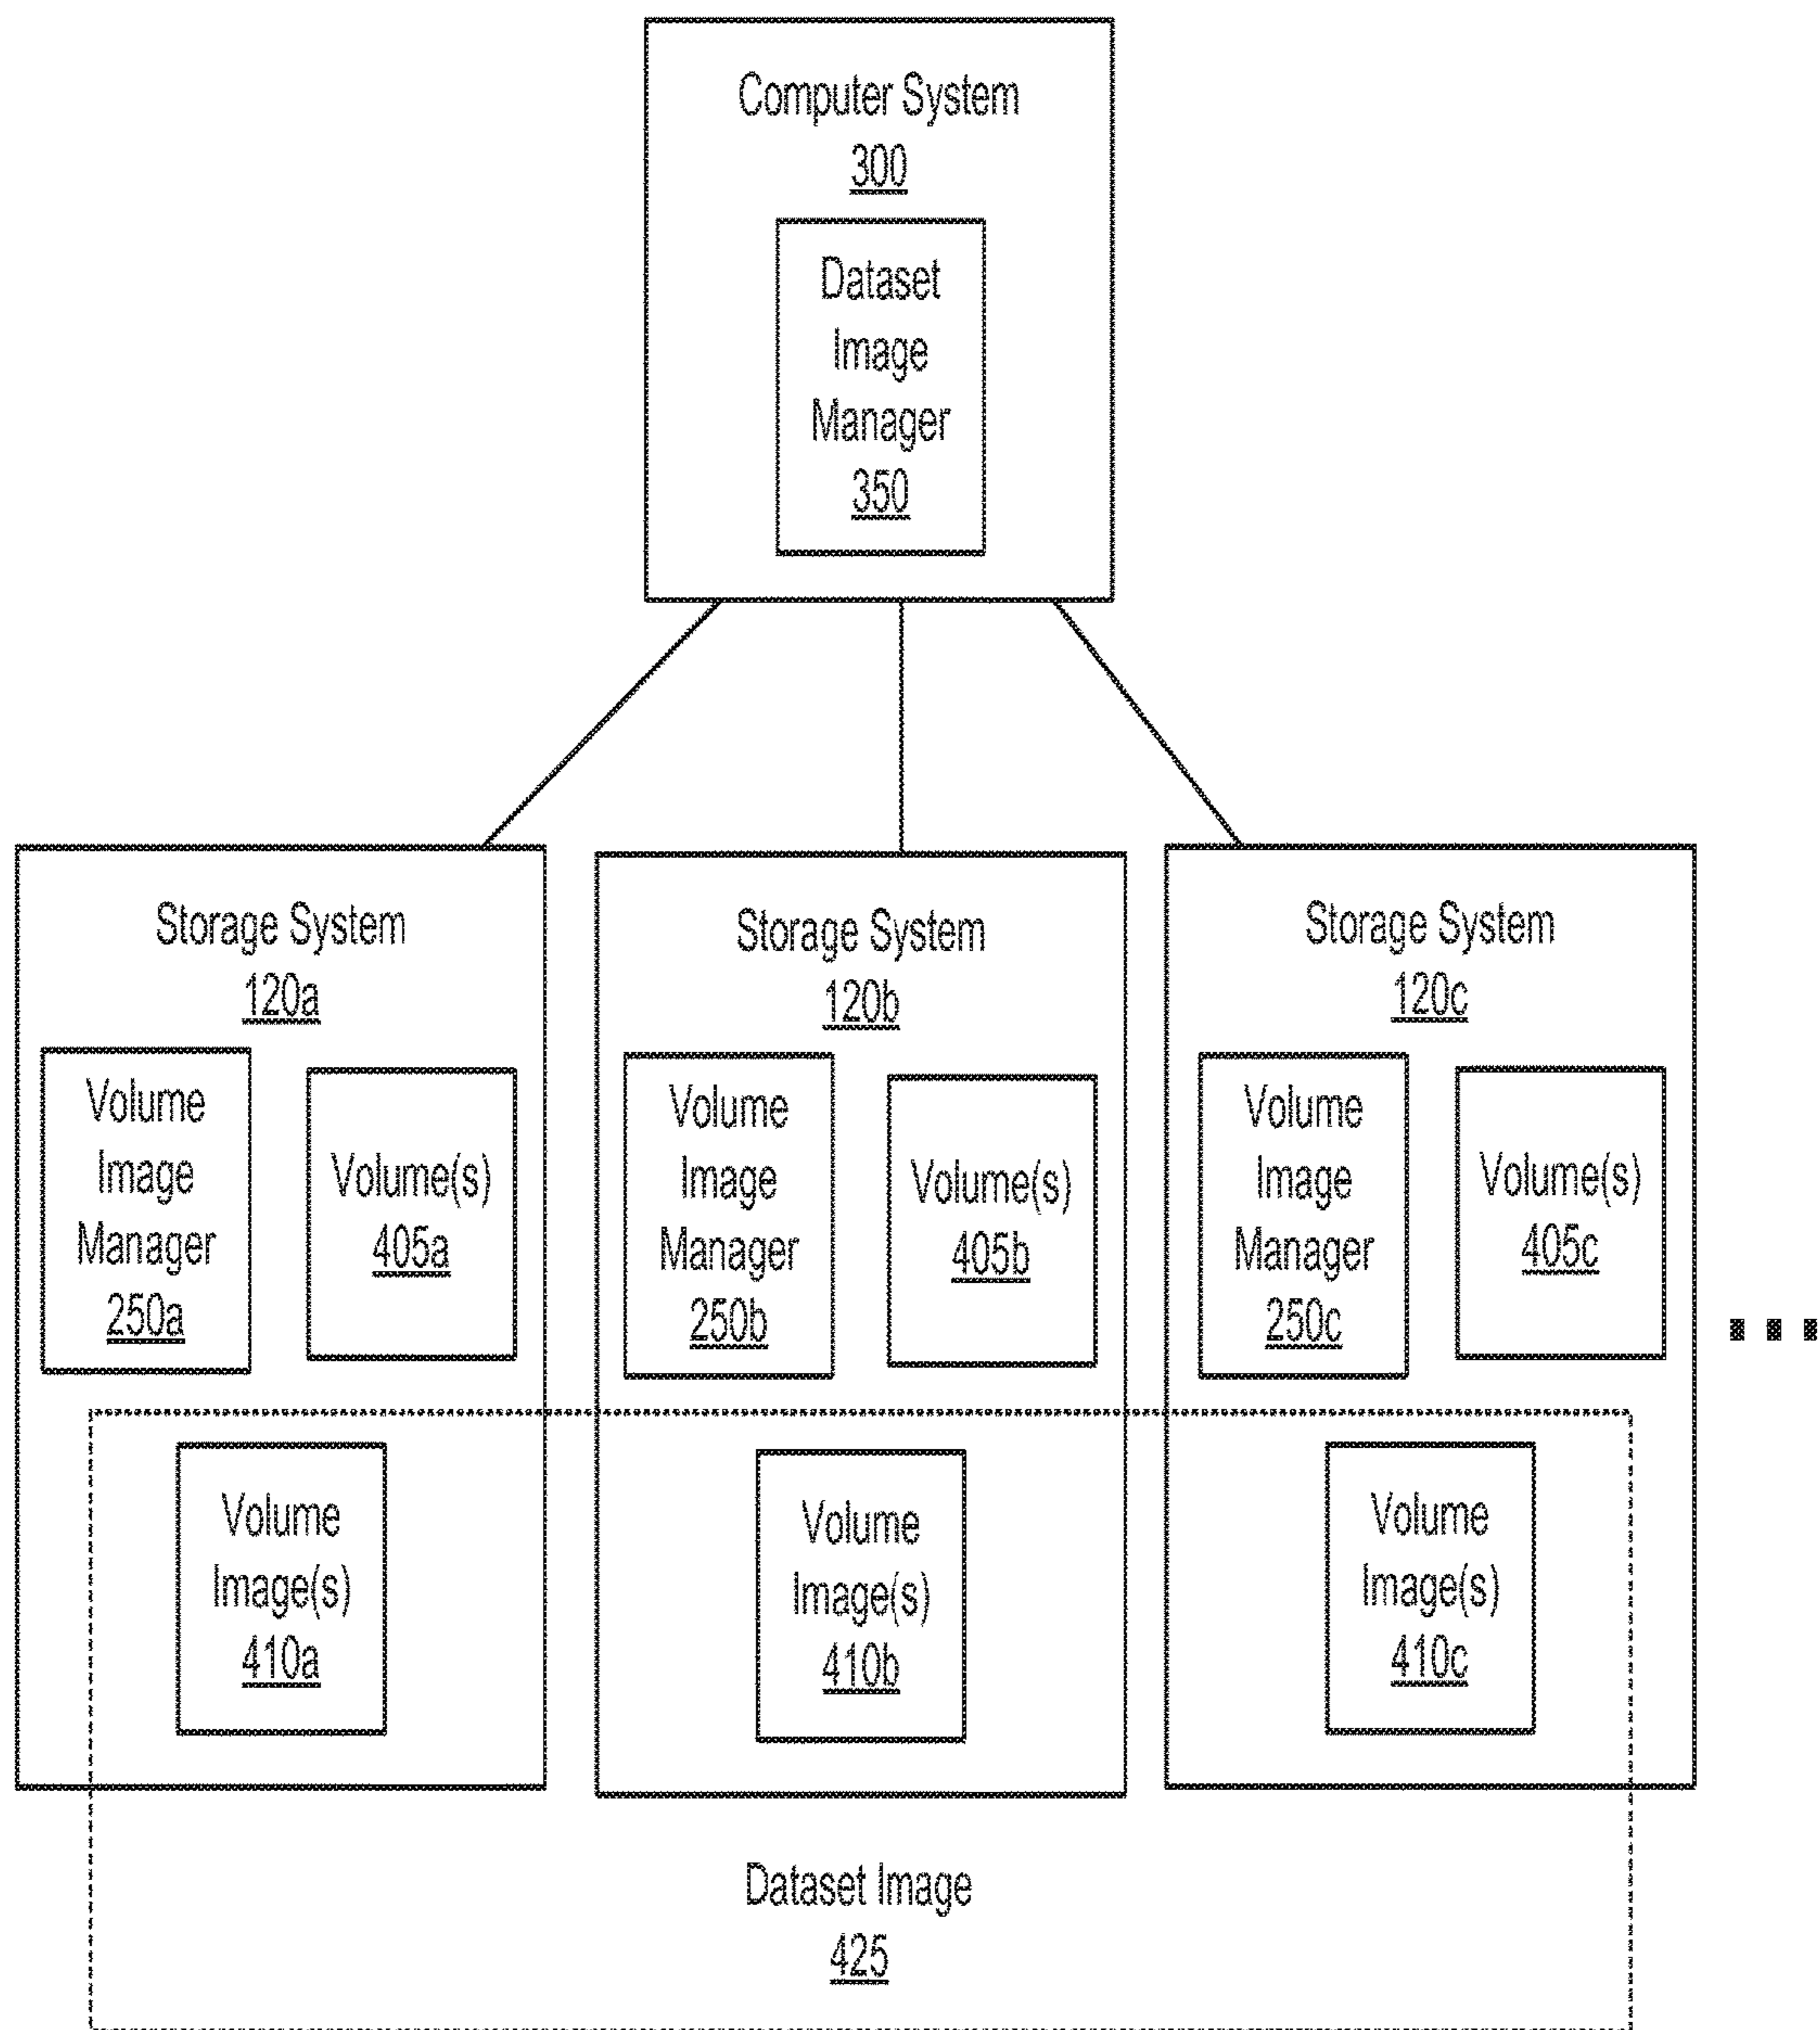 Computer System
300
Dataset
Image
Manager
350
Storage System
120a
Volume
Image
Manager
250a
Volume(s)
405a
Volume
Image(s)
410a
Storage System
120b
Volume
Image
Manager
250b
Volume(s)
405b
Volume
Image(s)
410b
Storage System
120c
Volume
Image
Manager
250c
Volume(s)
405c
Volume
Image(s)
410c
...
Dataset Image
425